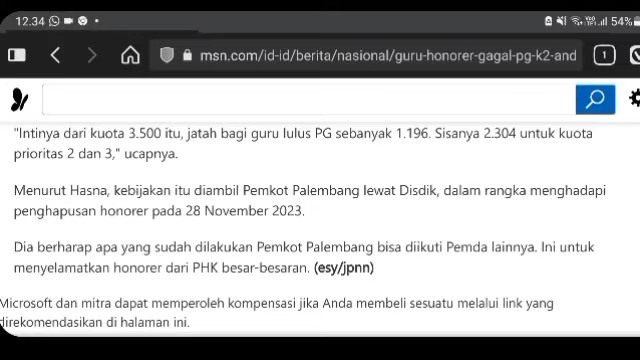 12.34
54%
msn.com/id-id/berita/nasional/guru-honorer-gagal-pg-k2-and
1
"Intinya dari kuota 3.500 itu, jatah bagi guru lulus PG sebanyak 1.196. Sisanya 2.304 untuk kuota
prioritas 2 dan 3," ucapnya.
Menurut Hasna, kebijakan itu diambil Pemkot Palembang lewat Disdik, dalam rangka menghadapi
penghapusan honorer pada 28 November 2023.
Dia berharap apa yang sudah dilakukan Pemkot Palembang bisa diikuti Pemda lainnya. Ini untuk
menyelamatkan honorer dari PHK besar-besaran. (esy/jpnn)
Microsoft dan mitra dapat memperoleh kompensasi jika Anda membeli sesuatu melalui link yang
direkomendasikan di halaman ini.